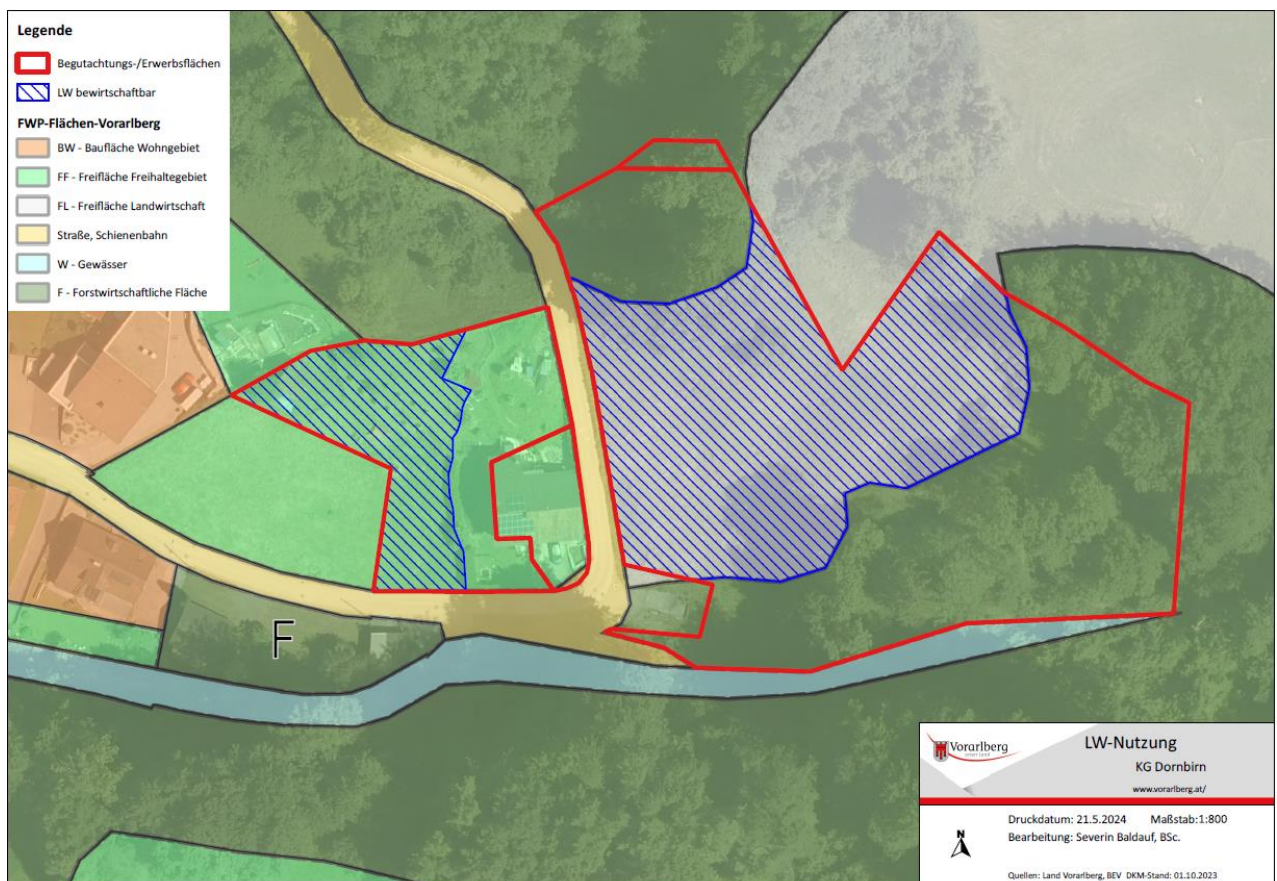 Legende
Begutachtungs-/Erwerbsflächen
LW bewirtschaftbar
FWP-Flächen-Vorarlberg
BW - Baufläche Wohngebiet
FF - Freifläche Freihaltegebiet
FL - Freifläche Landwirtschaft
Straße, Schienenbahn
W - Gewässer
F - Forstwirtschaftliche Fläche
F
Vorarlberg
unser Land
LW-Nutzung
KG Dornbirn
www.vorarlberg.at/
Druckdatum: 21.5.2024 Maßstab:1:800
Bearbeitung: Severin Baldauf, BSc.
N
Quellen: Land Vorarlberg, BEV DKM-Stand: 01.10.2023